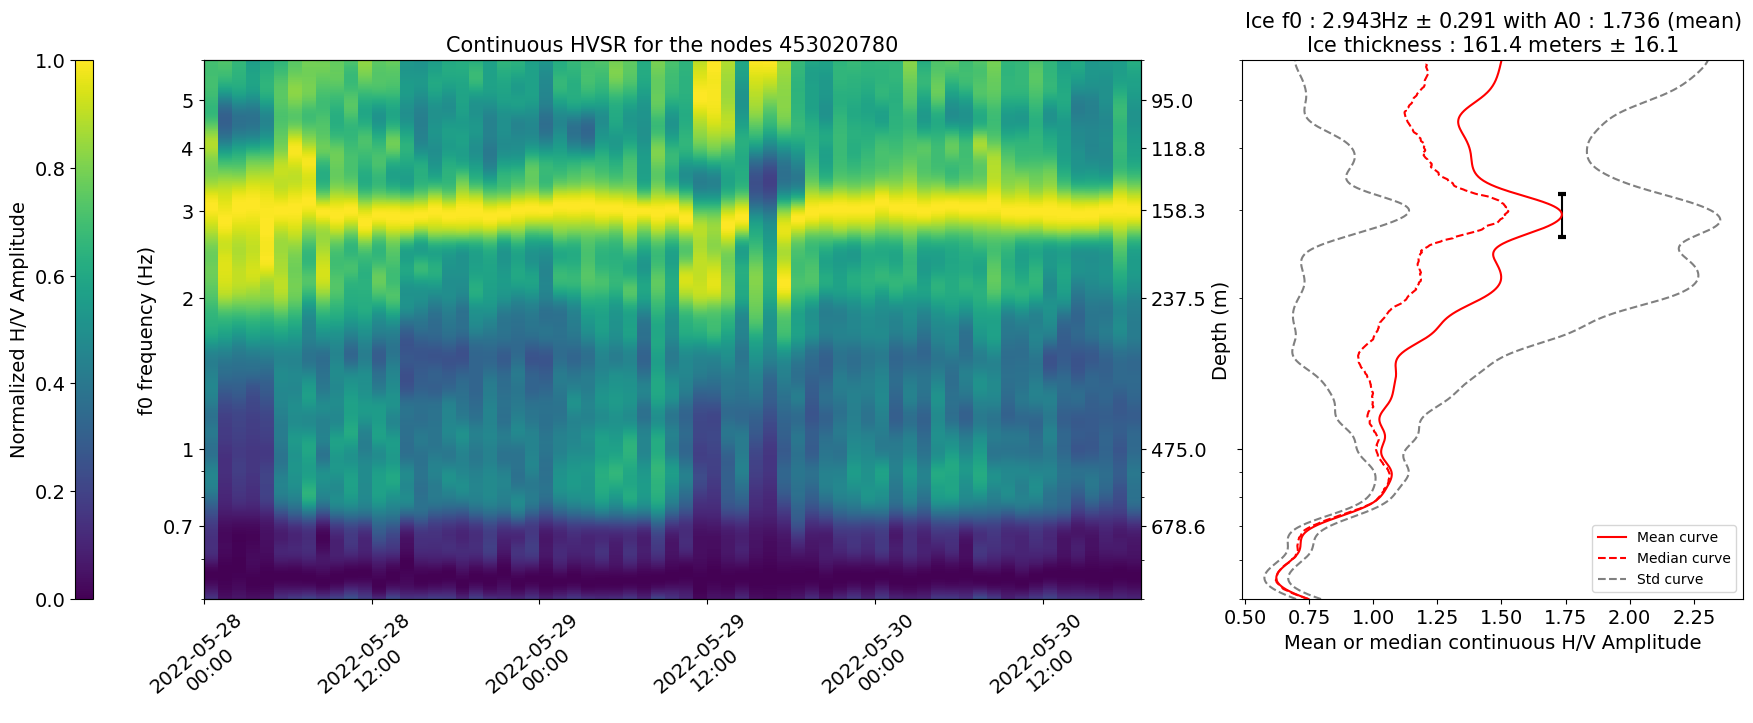 Continuous HVSR for the nodes 453020780
Ice f0 : 2.943Hz ± 0.291 with A0 : 1.736 (mean)
Ice thickness : 161.4 meters ± 16.1
Normalized H/V Amplitude
1.0
0.8
0.6
0.4
0.2
0.0
f0 frequency (Hz)
5
4
3
2
1
0.7
2022-05-28
00:00
2022-05-28
12:00
2022-05-29
00:00
2022-05-29
12:00
2022-05-30
00:00
2022-05-30
12:00
95.0
118.8
158.3
237.5
475.0
678.6
Depth (m)
Mean curve
Median curve
Std curve
0.50 0.75 1.00 1.25 1.50 1.75 2.00 2.25
Mean or median continuous H/V Amplitude